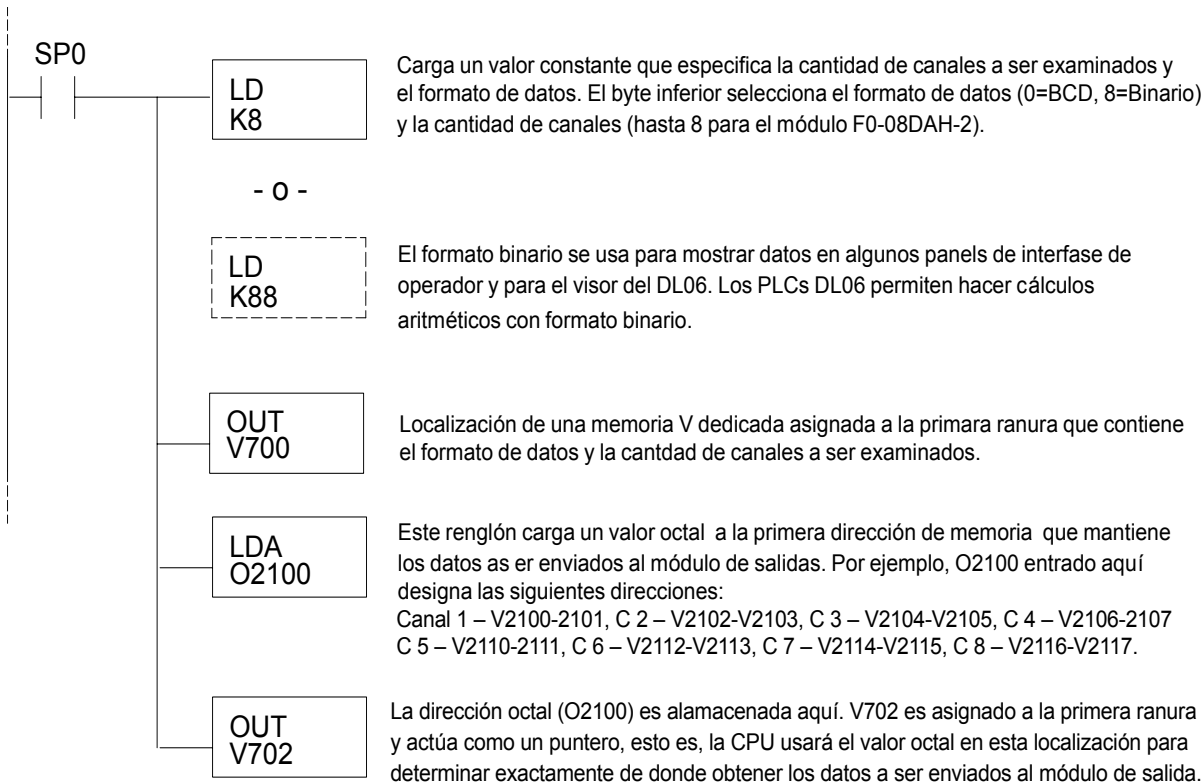 SP0
LD
K8
Carga un valor constante que especifica la cantidad de canales a ser examinados y
el formato de datos. El byte inferior selecciona el formato de datos (0=BCD, 8=Binario)
y la cantidad de canales (hasta 8 para el módulo F0-08DAH-2).
- o -
LD
K88
El formato binario se usa para mostrar datos en algunos panels de interfase de
operador y para el visor del DL06. Los PLCs DL06 permiten hacer cálculos
aritméticos con formato binario.
OUT
V700
Localización de una memoria V dedicada asignada a la primara ranura que contiene
el formato de datos y la cantdad de canales a ser examinados.
LDA
O2100
Este renglón carga un valor octal a la primera dirección de memoria que mantiene
los datos as er enviados al módulo de salidas. Por ejemplo, O2100 entrado aquí
designa las siguientes direcciones:
Canal 1 – V2100-2101, C 2 – V2102-V2103, C 3 – V2104-V2105, C 4 – V2106-2107
C 5 – V2110-2111, C 6 – V2112-V2113, C 7 – V2114-V2115, C 8 – V2116-V2117.
OUT
V702
La dirección octal (O2100) es alamacenada aquí. V702 es asignado a la primera ranura
y actúa como un puntero, esto es, la CPU usará el valor octal en esta localización para
determinar exactamente de donde obtener los datos a ser enviados al módulo de salida.